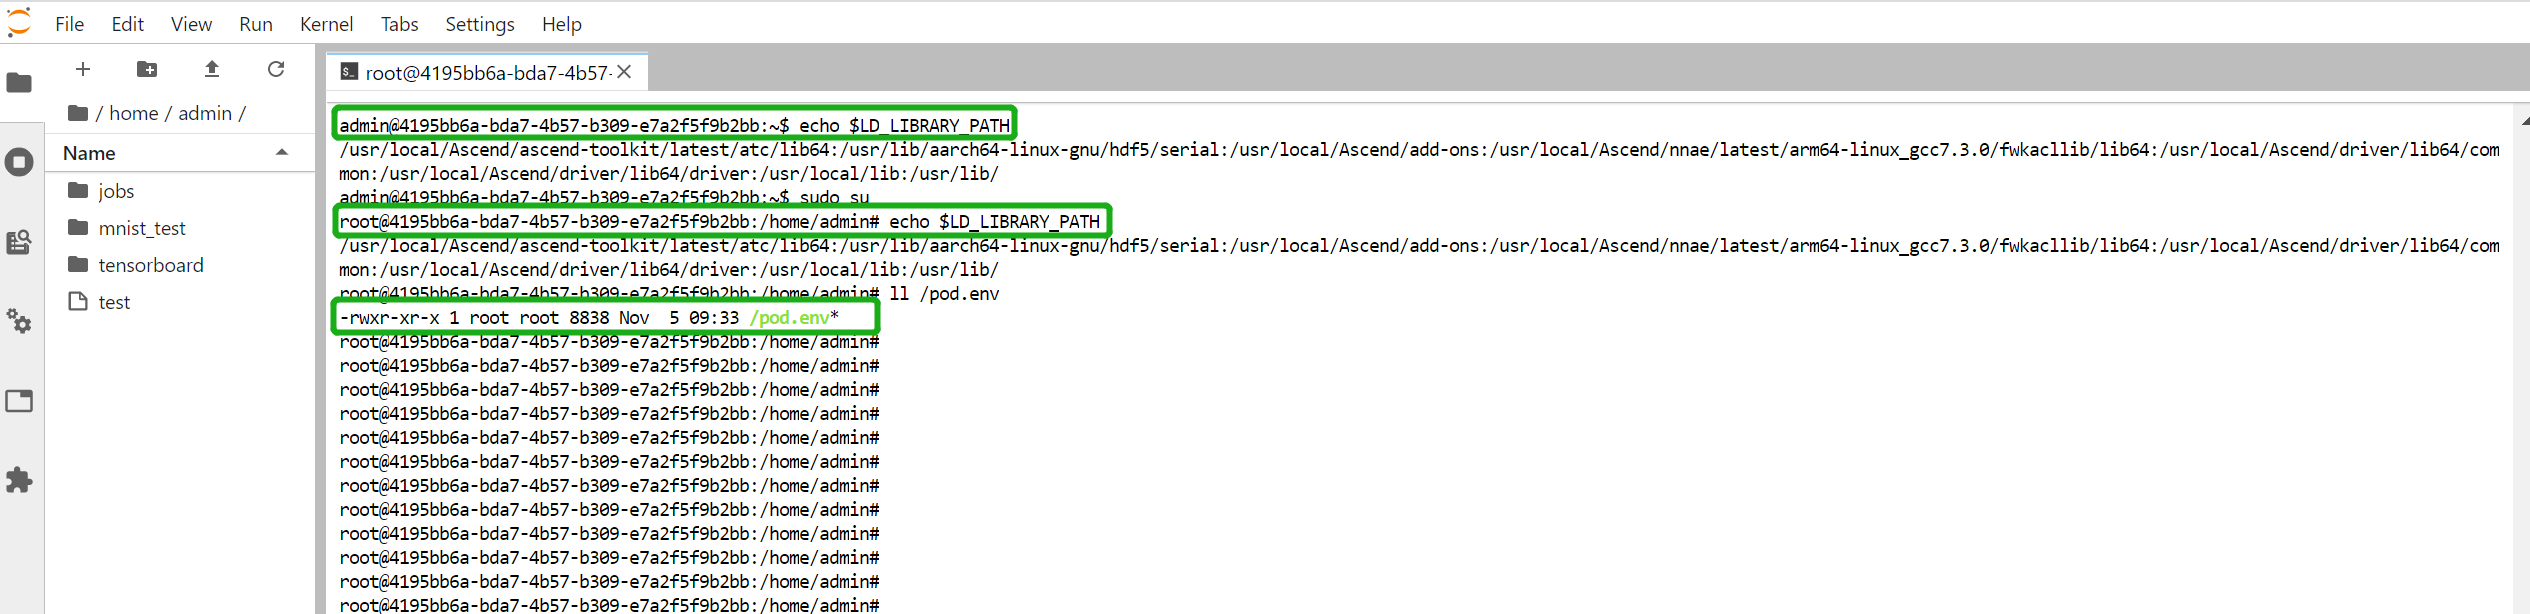 File Edit View Run Kernel Tabs Settings Help
root@4195bb6a-bda7-4b57-
/ home / admin /
Name
jobs
mnist_test
tensorboard
test
admin@4195bb6a-bda7-4b57-b309-e7a2f5f9b2bb:~$ echo $LD_LIBRARY_PATH
/usr/local/Ascend/ascend-toolkit/latest/atc/lib64:/usr/lib/aarch64-linux-gnu/hdf5/serial:/usr/local/Ascend/add-ons:/usr/local/Ascend/nnae/latest/arm64-linux_gcc7.3.0/fwkacllib/lib64:/usr/local/Ascend/driver/lib64/com
mon:/usr/local/Ascend/driver/lib64/driver:/usr/local/lib:/usr/lib/
admin@4195bb6a-bda7-4b57-b309-e7a2f5f9b2bb:~$ sudo su
root@4195bb6a-bda7-4b57-b309-e7a2f5f9b2bb:/home/admin# echo $LD_LIBRARY_PATH
/usr/local/Ascend/ascend-toolkit/latest/atc/lib64:/usr/lib/aarch64-linux-gnu/hdf5/serial:/usr/local/Ascend/add-ons:/usr/local/Ascend/nnae/latest/arm64-linux_gcc7.3.0/fwkacllib/lib64:/usr/local/Ascend/driver/lib64/com
mon:/usr/local/Ascend/driver/lib64/driver:/usr/local/lib:/usr/lib/
root@4195bb6a-bda7-4b57-b309-e7a2f5f9b2bb:/home/admin# ll /pod.env
-rwxr-xr-x 1 root root 8838 Nov  5 09:33 /pod.env*
root@4195bb6a-bda7-4b57-b309-e7a2f5f9b2bb:/home/admin#
root@4195bb6a-bda7-4b57-b309-e7a2f5f9b2bb:/home/admin#
root@4195bb6a-bda7-4b57-b309-e7a2f5f9b2bb:/home/admin#
root@4195bb6a-bda7-4b57-b309-e7a2f5f9b2bb:/home/admin#
root@4195bb6a-bda7-4b57-b309-e7a2f5f9b2bb:/home/admin#
root@4195bb6a-bda7-4b57-b309-e7a2f5f9b2bb:/home/admin#
root@4195bb6a-bda7-4b57-b309-e7a2f5f9b2bb:/home/admin#
root@4195bb6a-bda7-4b57-b309-e7a2f5f9b2bb:/home/admin#
root@4195bb6a-bda7-4b57-b309-e7a2f5f9b2bb:/home/admin#
root@4195bb6a-bda7-4b57-b309-e7a2f5f9b2bb:/home/admin#
root@4195bb6a-bda7-4b57-b309-e7a2f5f9b2bb:/home/admin#
root@4195bb6a-bda7-4b57-b309-e7a2f5f9b2bb:/home/admin#